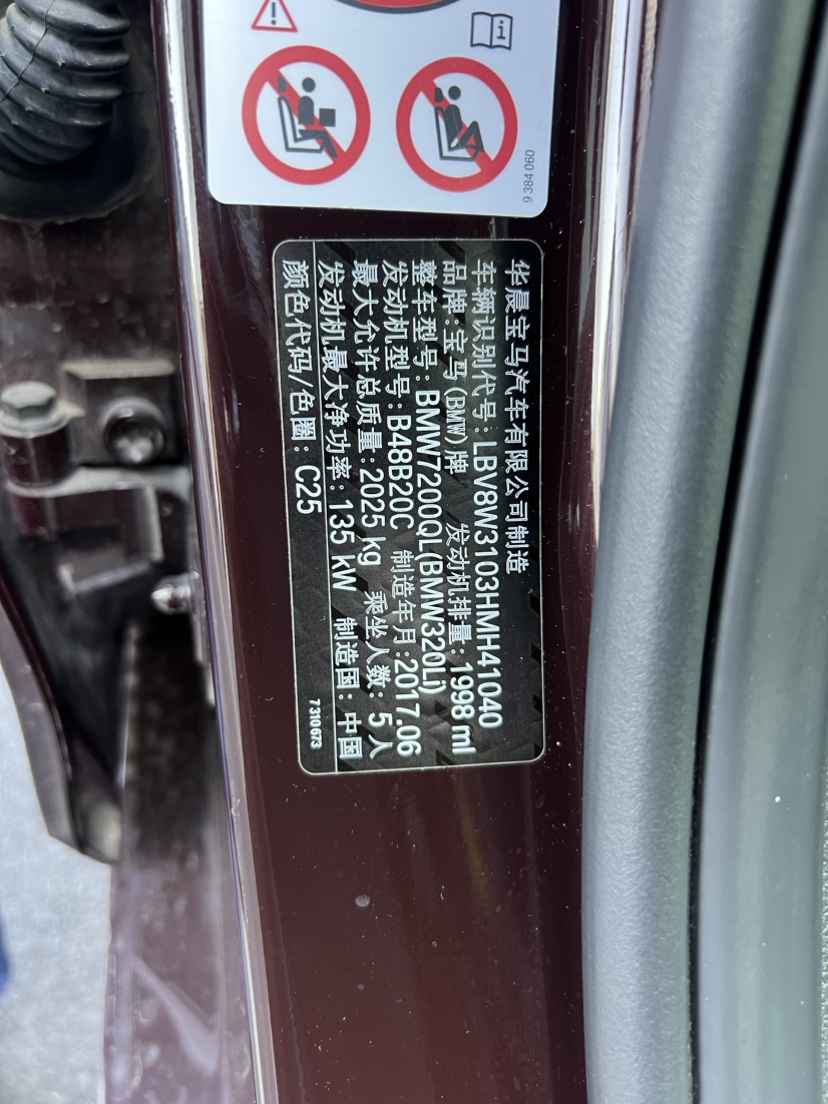 9 384 060
华晨宝马汽车有限公司制造
车辆识别代号: LBV8W3103HMH41040
品牌:宝马(BMW)牌 发动机排量: 1998 ml
整车型号: BMW7200QL(BMW320Li)
发动机型号: B48B20C 制造年月:2017.06
最大允许总质量: 2025 kg 乘坐人数: 5人
发动机最大净功率: 135 kW 制造国: 中国
颜色代码/色圈: C25
7 310 673